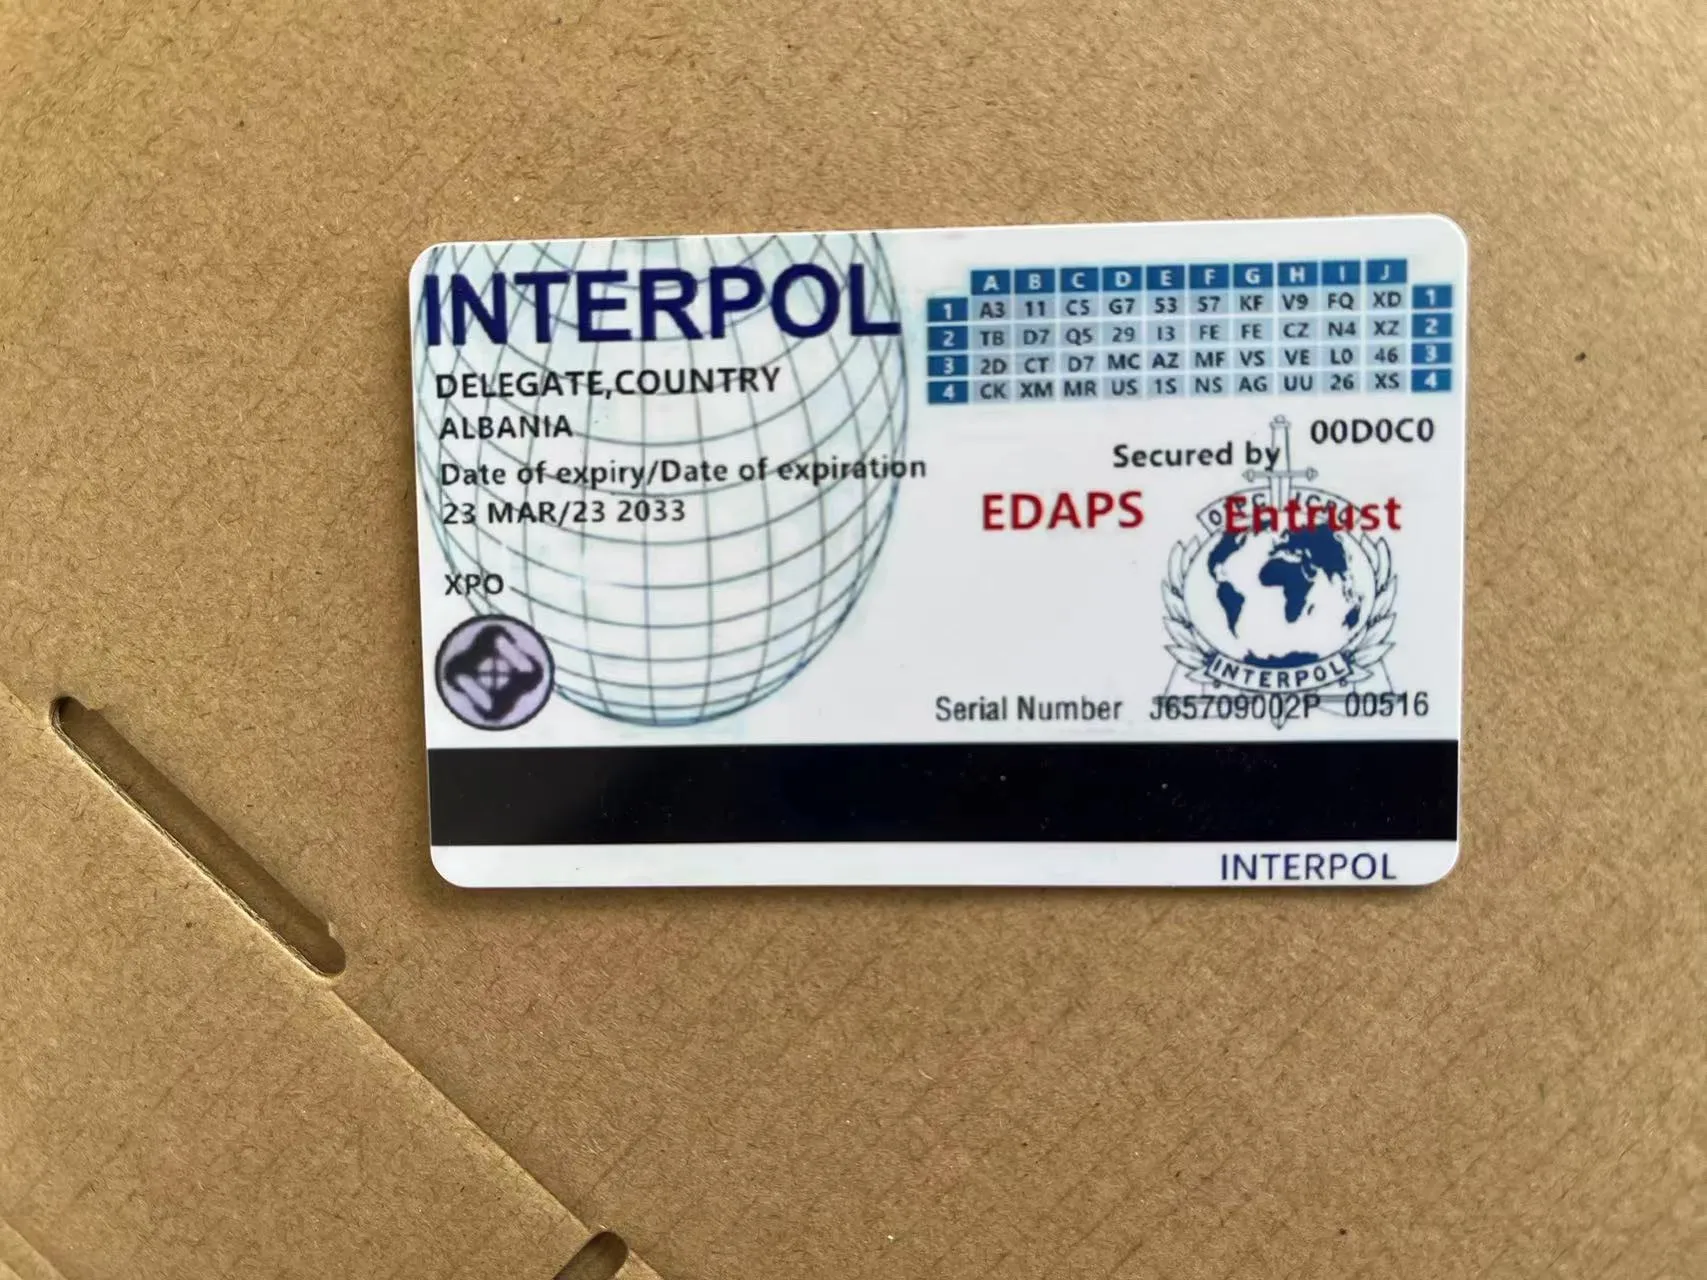 INTERPOL
DELEGATE,COUNTRY
ALBANIA
Date of expiry/Date of expiration
23 MAR/23 2033
XPO
A B C D E F G H I J
1 A3 11 C5 G7 53 57 KF V9 FQ XD 1
2 TB D7 Q5 29 I3 FE FE CZ N4 XZ 2
3 2D CT D7 MC AZ MF VS VE L0 46 3
4 CK XM MR US 1S NS AG UU 26 XS 4
00D0C0
Secured by
EDAPS Entrust
INTERPOL
Serial Number J65709002P 00516
INTERPOL